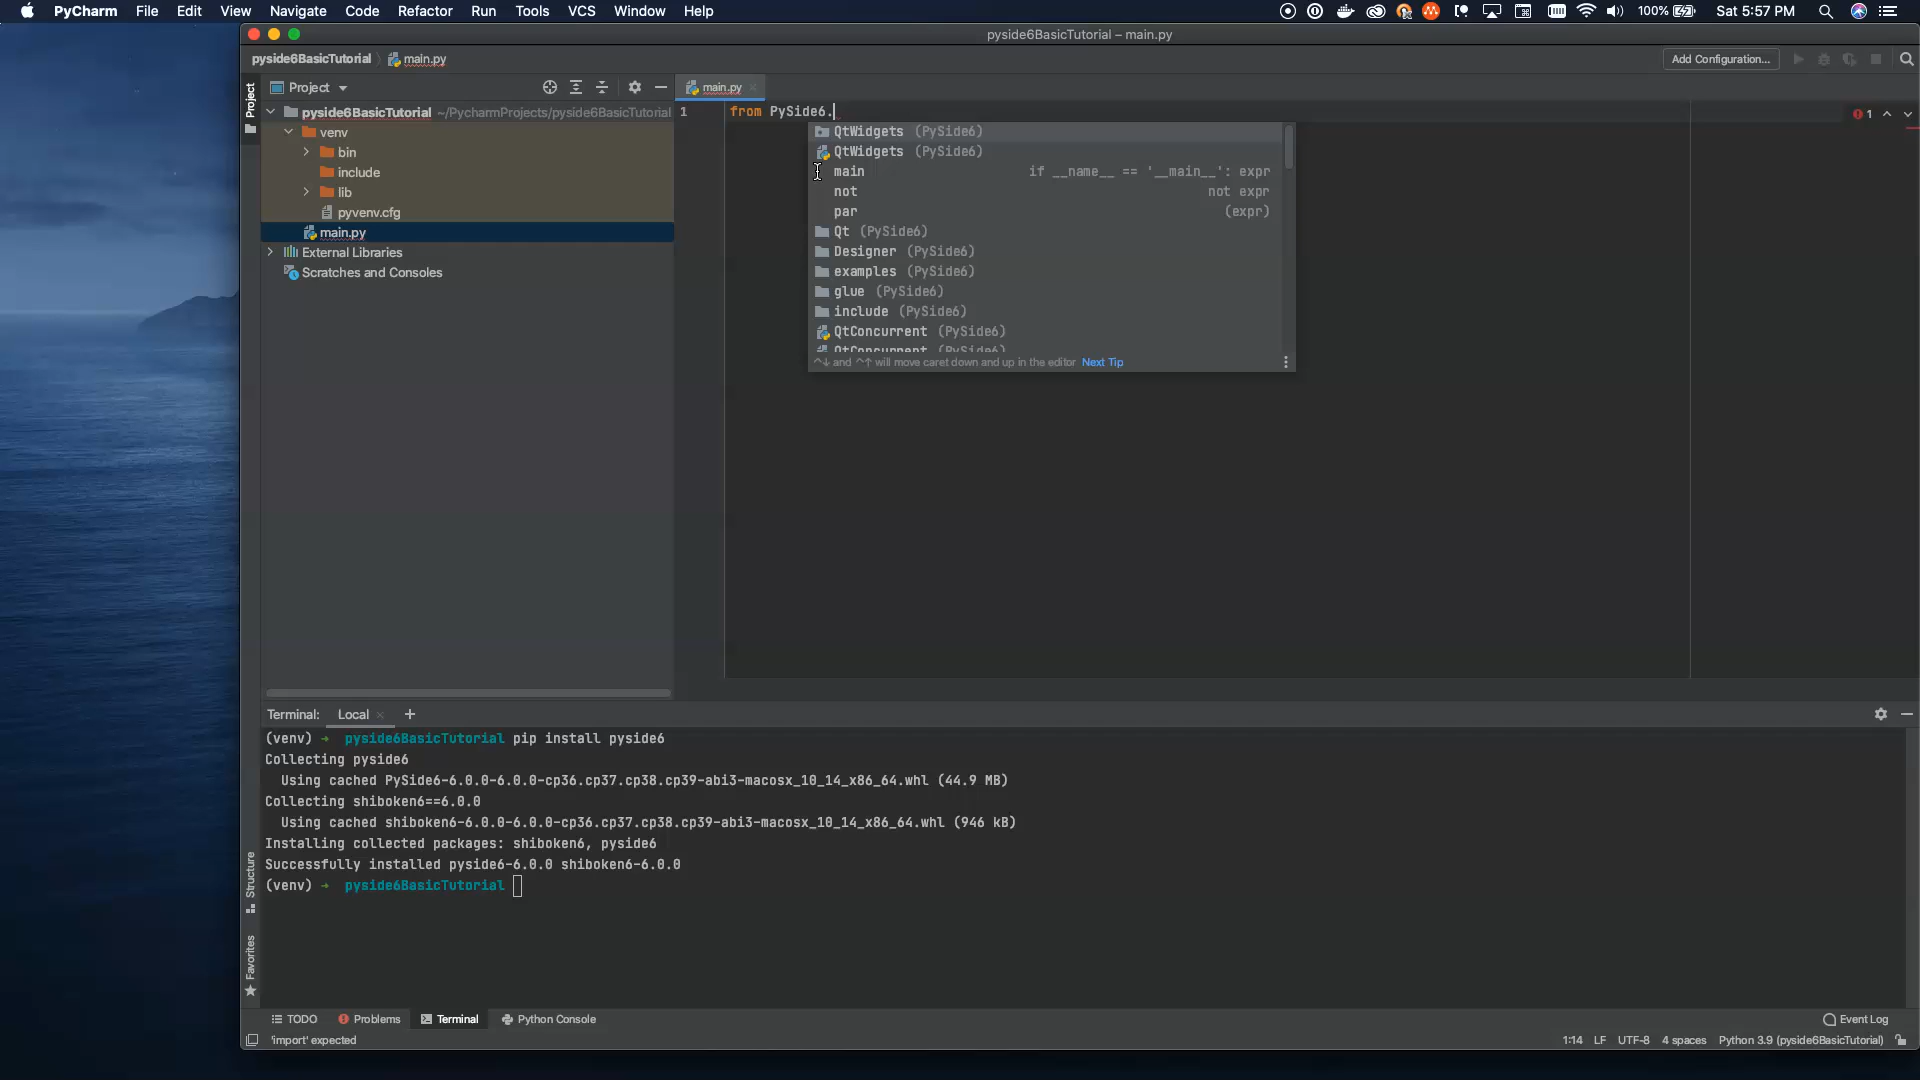 PyCharm File Edit View Navigate Code Refactor Run Tools VCS Window Help 100% Sat 5:57 PM
pyside6BasicTutorial – main.py
pyside6BasicTutorial main.py Add Configuration...
Project
Project
main.py
pyside6BasicTutorial ~/PycharmProjects/pyside6BasicTutorial
venv
bin
include
lib
pyvenv.cfg
main.py
External Libraries
Scratches and Consoles
1 from PySide6.
1
QtWidgets (PySide6)
QtWidgets (PySide6)
main if __name__ == '__main__': expr
not not expr
par (expr)
Qt (PySide6)
Designer (PySide6)
examples (PySide6)
glue (PySide6)
include (PySide6)
QtConcurrent (PySide6)
QtConcurrent (PySide6)
^↓ and ^↑ will move caret down and up in the editor Next Tip
Terminal: Local +
(venv) → pyside6BasicTutorial pip install pyside6
Collecting pyside6
Using cached PySide6-6.0.0-6.0.0-cp36.cp37.cp38.cp39-abi3-macosx_10_14_x86_64.whl (44.9 MB)
Collecting shiboken6==6.0.0
Using cached shiboken6-6.0.0-6.0.0-cp36.cp37.cp38.cp39-abi3-macosx_10_14_x86_64.whl (946 kB)
Installing collected packages: shiboken6, pyside6
Successfully installed pyside6-6.0.0 shiboken6-6.0.0
(venv) → pyside6BasicTutorial
Structure
Favorites
TODO Problems Terminal Python Console Event Log
'import' expected 1:14 LF UTF-8 4 spaces Python 3.9 (pyside6BasicTutorial)